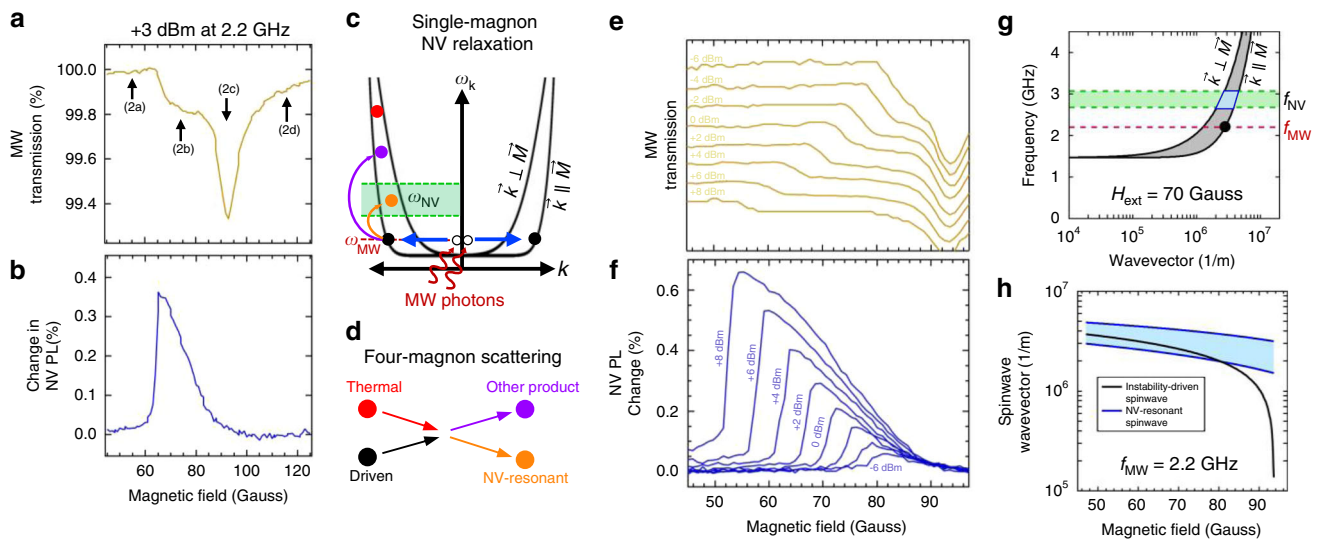 a
+3 dBm at 2.2 GHz
MW
transmission (%)
100.0
99.8
99.6
99.4
(2a)
(2b)
(2c)
(2d)
b
Change in
NV PL(%)
0.4
0.3
0.2
0.1
0.0
60
80
100
120
Magnetic field (Gauss)
c
Single-magnon
NV relaxation
ωk
k ⊥ M
k ∥ M
ωNV
ωMW
k
MW photons
d
Four-magnon scattering
Thermal
Other product
Driven
NV-resonant
e
MW
transmission
-6 dBm
-4 dBm
-2 dBm
0 dBm
+2 dBm
+4 dBm
+6 dBm
+8 dBm
f
NV PL
Change (%)
0.6
0.4
0.2
0.0
+8 dBm
+6 dBm
+4 dBm
+2 dBm
0 dBm
-6 dBm
50
60
70
80
90
Magnetic field (Gauss)
g
Frequency (GHz)
4
3
2
1
0
k ⊥ M
k ∥ M
fNV
fMW
Hext = 70 Gauss
10⁴
10⁵
10⁶
10⁷
Wavevector (1/m)
h
Spinwave
wavevector (1/m)
10⁷
10⁶
10⁵
Instability-driven
spinwave
NV-resonant
spinwave
fMW = 2.2 GHz
50
60
70
80
90
Magnetic field (Gauss)